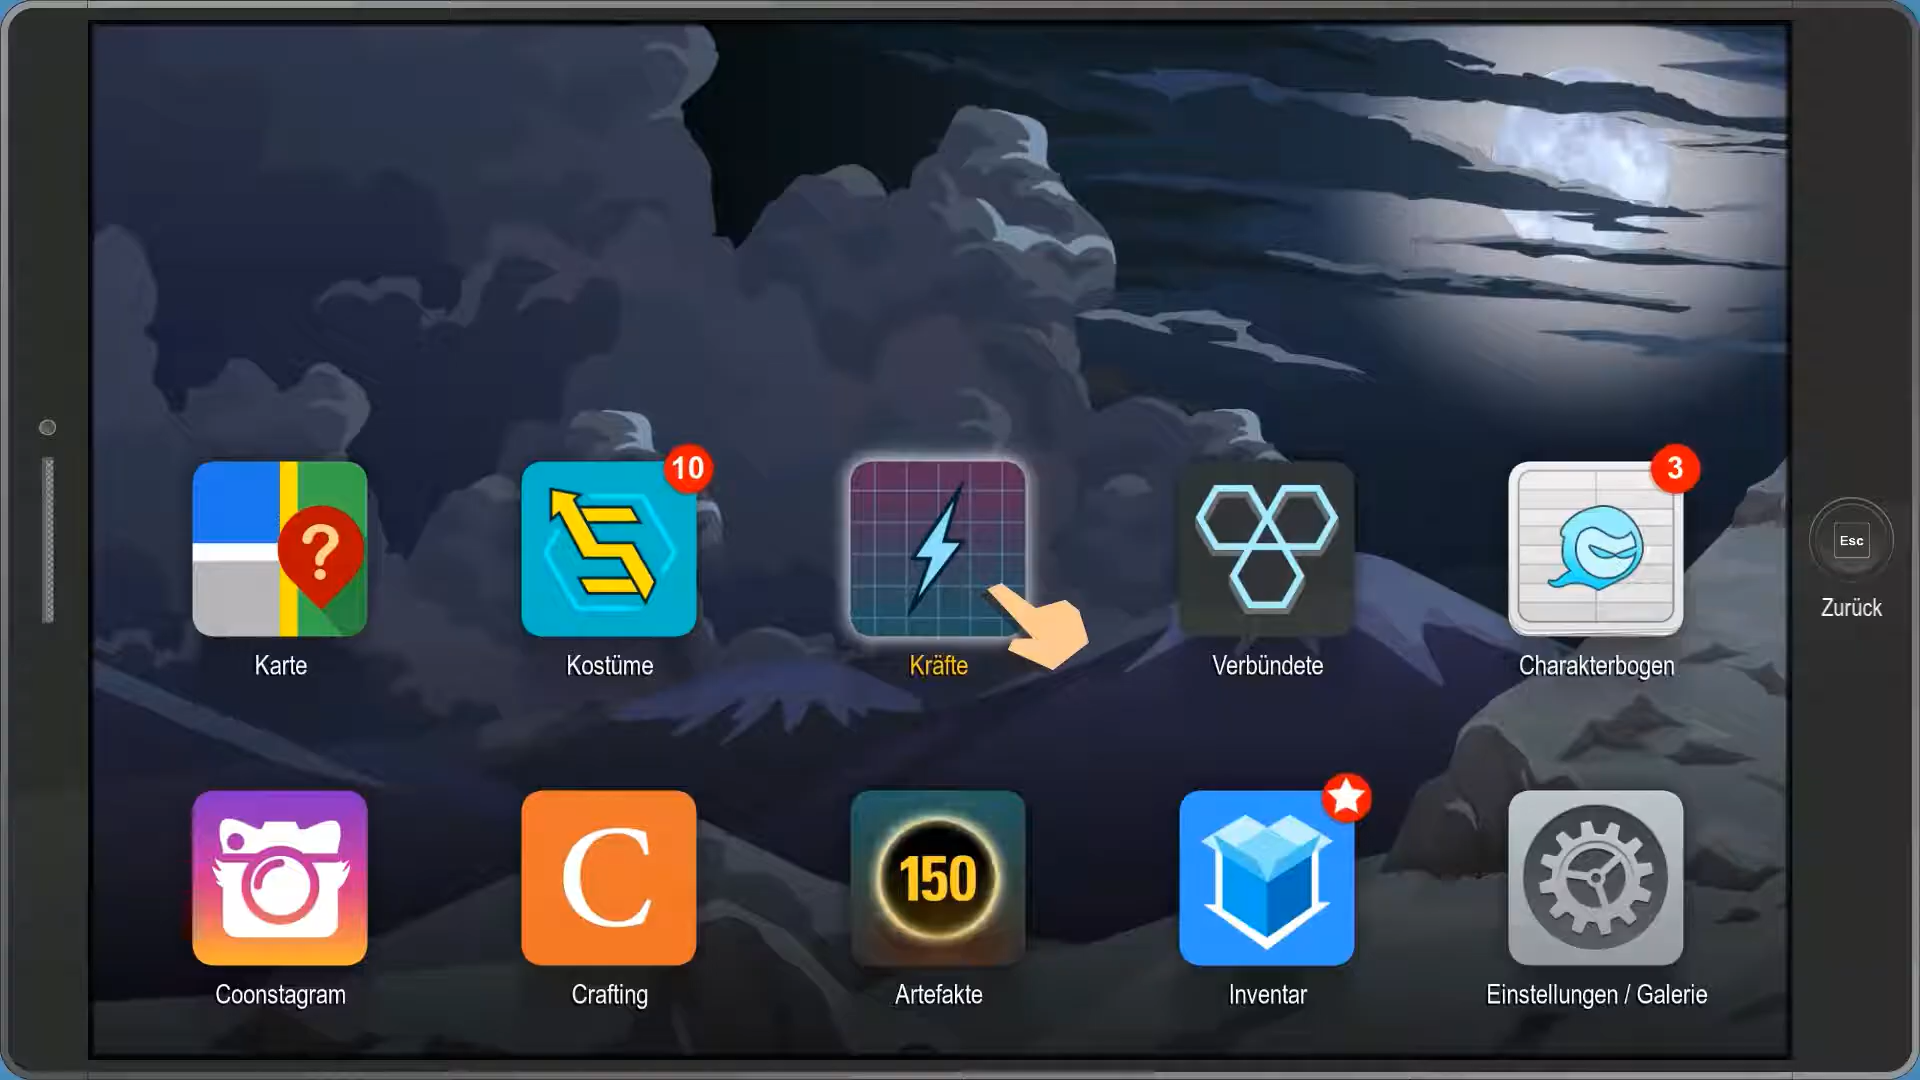 10
3
?
Esc
Zurück
Karte
Kostüme
Kräfte
Verbündete
Charakterbogen
C
150
Coonstagram
Crafting
Artefakte
Inventar
Einstellungen / Galerie